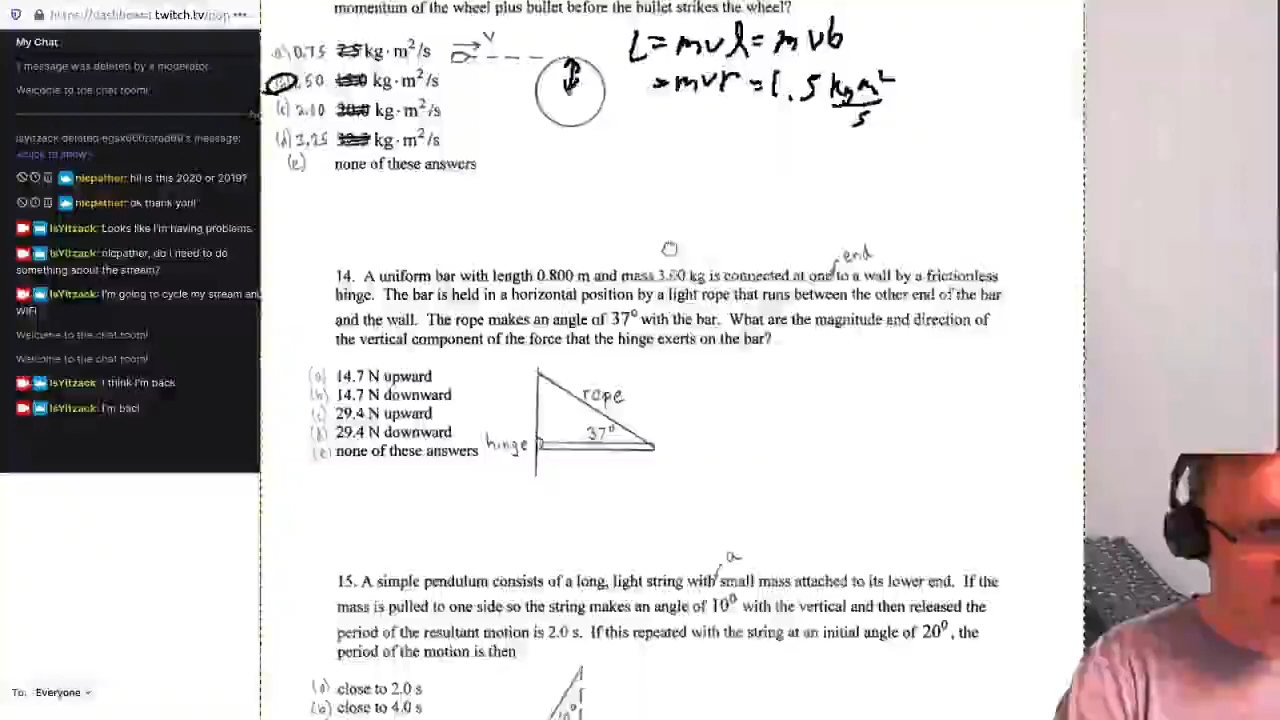 https://dashboard.twitch.tv/pop
My Chat
1 message was deleted by a moderator.
Welcome to the chat room!
<click to show>
nicpather: hi! is this 2020 or 2019?
nicpather: ok thank you!
IsYitzack: Looks like I'm having problems.
IsYitzack: nicpather, do I need to do
something about the stream?
IsYitzack: I'm going to cycle my stream and
WiFi
Welcome to the chat room!
Welcome to the chat room!
IsYitzack: I think I'm back
IsYitzack: I'm back!
To: Everyone
momentum of the wheel plus bullet before the bullet strikes the wheel?
(a) 0.75 kg·m²/s
.50 kg·m²/s
(c) kg·m²/s
(d) kg·m²/s
(e) none of these answers
v
L = mvl = mvb
= mvr = 1.5 kg m²/s
14. A uniform bar with length 0.800 m and mass 3.00 kg is connected at one end to a wall by a frictionless
hinge. The bar is held in a horizontal position by a light rope that runs between the other end of the bar
and the wall. The rope makes an angle of 37° with the bar. What are the magnitude and direction of
the vertical component of the force that the hinge exerts on the bar?
(a) 14.7 N upward
(b) 14.7 N downward
(c) 29.4 N upward
(d) 29.4 N downward
(e) none of these answers
rope
37°
hinge
15. A simple pendulum consists of a long, light string with a small mass attached to its lower end. If the
mass is pulled to one side so the string makes an angle of 10° with the vertical and then released the
period of the resultant motion is 2.0 s. If this repeated with the string at an initial angle of 20°, the
period of the motion is then
(a) close to 2.0 s
(b) close to 4.0 s